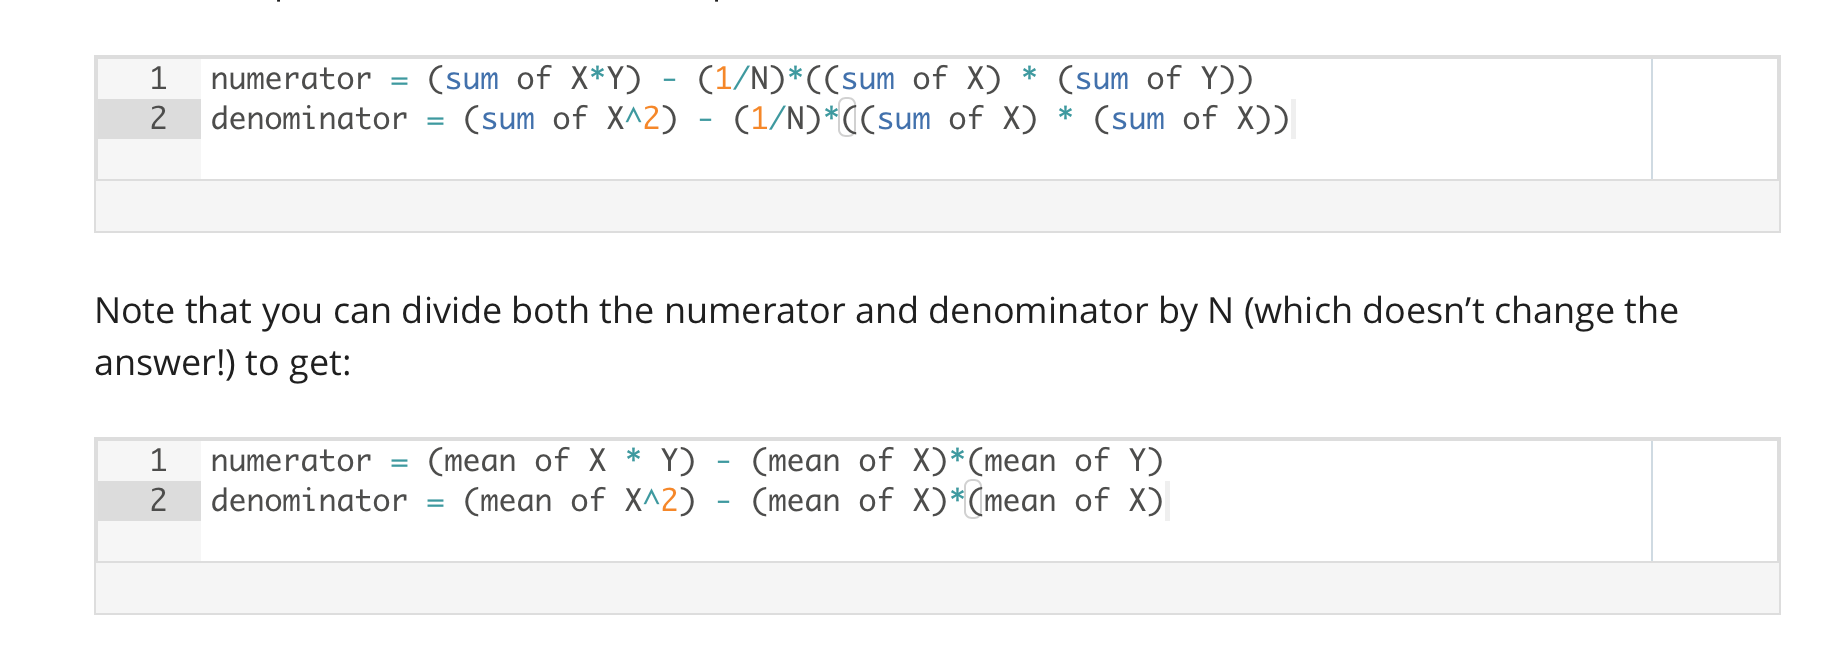 1 numerator = (sum of X*Y) - (1/N)*((sum of X) * (sum of Y))
2 denominator = (sum of X^2) - (1/N)*((sum of X) * (sum of X))
Note that you can divide both the numerator and denominator by N (which doesn’t change the
answer!) to get:
1 numerator = (mean of X * Y) - (mean of X)*(mean of Y)
2 denominator = (mean of X^2) - (mean of X)*(mean of X)